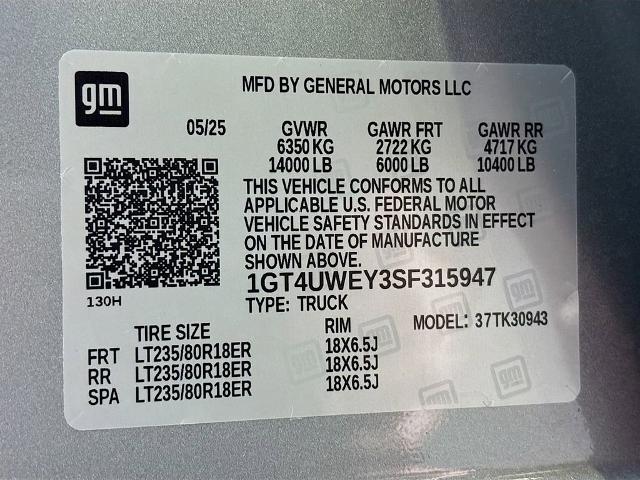 gm
MFD BY GENERAL MOTORS LLC
05/25 GVWR GAWR FRT GAWR RR
6350 KG 2722 KG 4717 KG
14000 LB 6000 LB 10400 LB
THIS VEHICLE CONFORMS TO ALL
APPLICABLE U.S. FEDERAL MOTOR
VEHICLE SAFETY STANDARDS IN EFFECT
ON THE DATE OF MANUFACTURE
SHOWN ABOVE.
130H
1GT4UWEY3SF315947
TYPE: TRUCK
MODEL: 37TK30943
TIRE SIZE RIM
FRT LT235/80R18ER 18X6.5J
RR LT235/80R18ER 18X6.5J
SPA LT235/80R18ER 18X6.5J